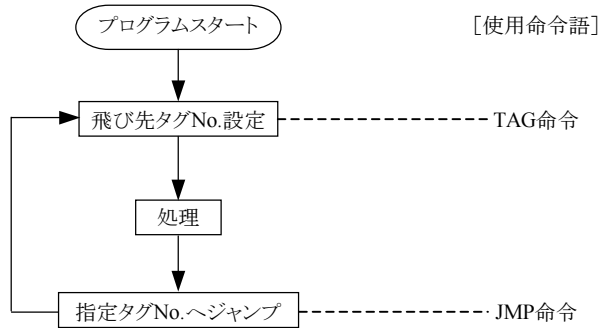 プログラムスタート
[使用命令語]
飛び先タグNo.設定
TAG命令
処理
指定タグNo.へジャンプ
JMP命令